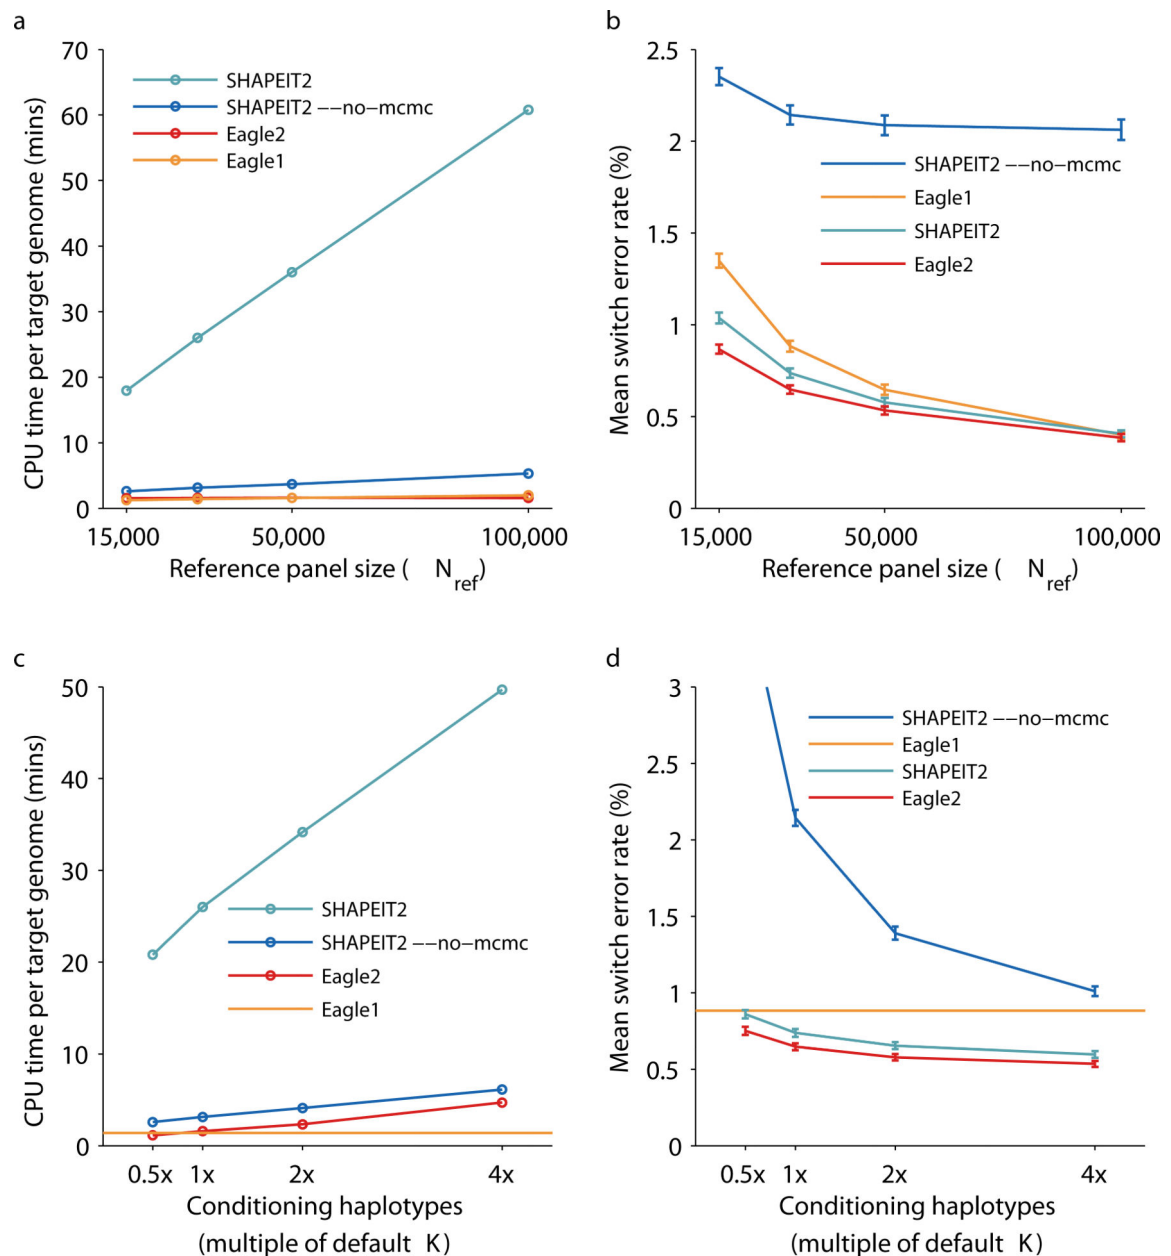 a
CPU time per target genome (mins)
70
60
50
40
30
20
10
0
SHAPEIT2
SHAPEIT2 --no-mcmc
Eagle2
Eagle1
15,000
50,000
100,000
Reference panel size ( N_ref)
b
Mean switch error rate (%)
2.5
2
1.5
1
0.5
0
SHAPEIT2 --no-mcmc
Eagle1
SHAPEIT2
Eagle2
15,000
50,000
100,000
Reference panel size ( N_ref)
c
CPU time per target genome (mins)
50
40
30
20
10
0
SHAPEIT2
SHAPEIT2 --no-mcmc
Eagle2
Eagle1
0.5x
1x
2x
4x
Conditioning haplotypes
(multiple of default K)
d
Mean switch error rate (%)
3
2.5
2
1.5
1
0.5
0
SHAPEIT2 --no-mcmc
Eagle1
SHAPEIT2
Eagle2
0.5x
1x
2x
4x
Conditioning haplotypes
(multiple of default K)